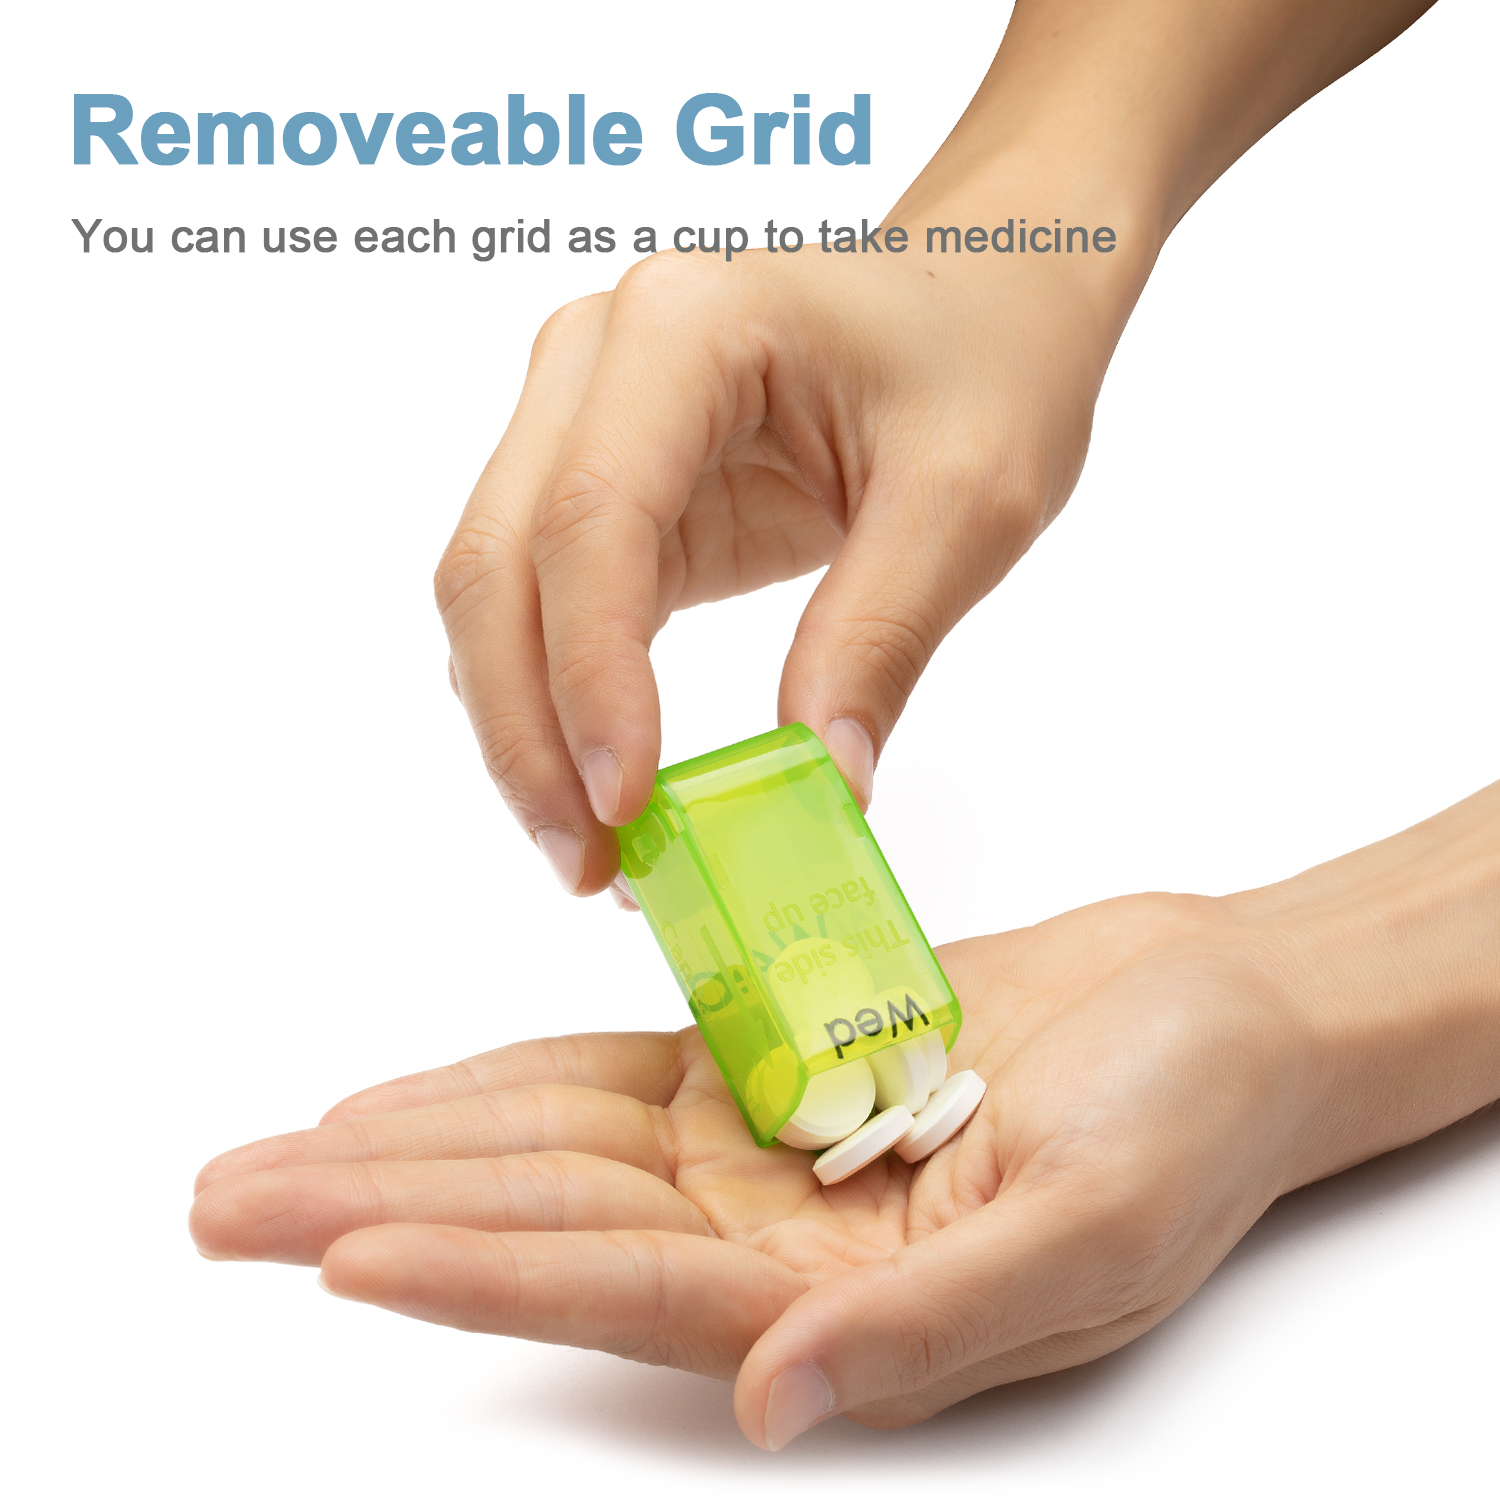 Removeable Grid
You can use each grid as a cup to take medicine
This side
face up
Wed